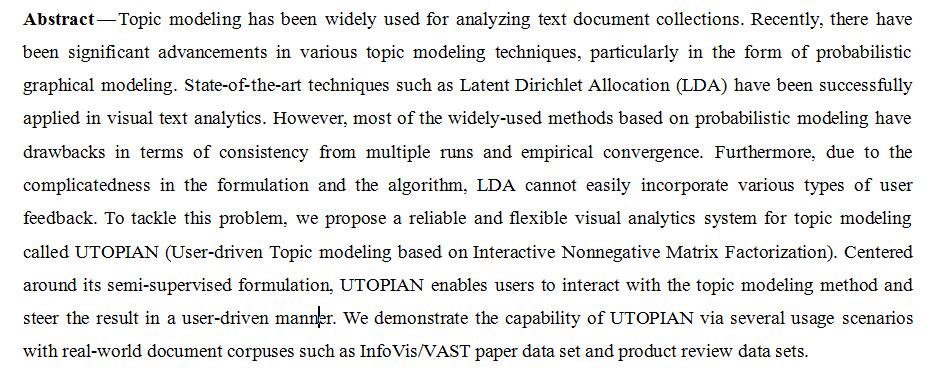 Abstract—Topic modeling has been widely used for analyzing text document collections. Recently, there have
been significant advancements in various topic modeling techniques, particularly in the form of probabilistic
graphical modeling. State-of-the-art techniques such as Latent Dirichlet Allocation (LDA) have been successfully
applied in visual text analytics. However, most of the widely-used methods based on probabilistic modeling have
drawbacks in terms of consistency from multiple runs and empirical convergence. Furthermore, due to the
complicatedness in the formulation and the algorithm, LDA cannot easily incorporate various types of user
feedback. To tackle this problem, we propose a reliable and flexible visual analytics system for topic modeling
called UTOPIAN (User-driven Topic modeling based on Interactive Nonnegative Matrix Factorization). Centered
around its semi-supervised formulation, UTOPIAN enables users to interact with the topic modeling method and
steer the result in a user-driven manner. We demonstrate the capability of UTOPIAN via several usage scenarios
with real-world document corpuses such as InfoVis/VAST paper data set and product review data sets.